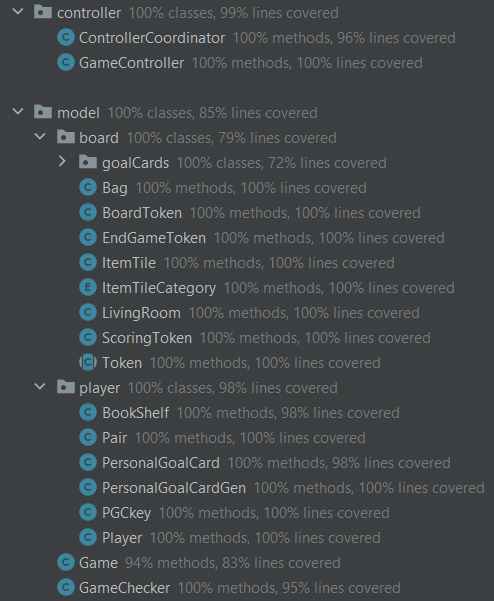 controller 100% classes, 99% lines covered
ControllerCoordinator 100% methods, 96% lines covered
GameController 100% methods, 100% lines covered
model 100% classes, 85% lines covered
board 100% classes, 79% lines covered
goalCards 100% classes, 72% lines covered
C Bag 100% methods, 100% lines covered
C BoardToken 100% methods, 100% lines covered
C EndGameToken 100% methods, 100% lines covered
C ItemTile 100% methods, 100% lines covered
E ItemTileCategory 100% methods, 100% lines covered
C LivingRoom 100% methods, 100% lines covered
C ScoringToken 100% methods, 100% lines covered
C Token 100% methods, 100% lines covered
player 100% classes, 98% lines covered
C BookShelf 100% methods, 98% lines covered
C Pair 100% methods, 100% lines covered
C PersonalGoalCard 100% methods, 98% lines covered
C PersonalGoalCardGen 100% methods, 100% lines covered
C PGCkey 100% methods, 100% lines covered
C Player 100% methods, 100% lines covered
C Game 94% methods, 83% lines covered
C GameChecker 100% methods, 95% lines covered